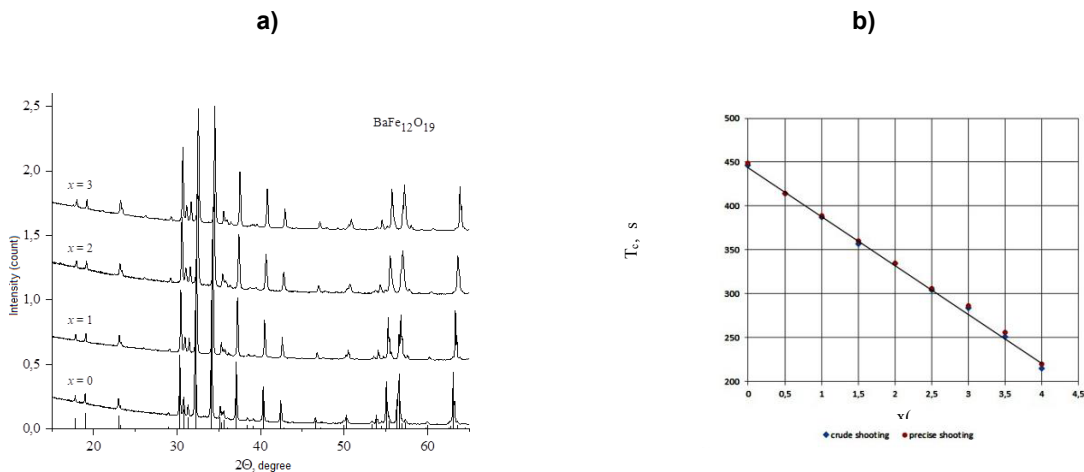 a)
b)
BaFe12O19
Intensity (count)
2,5
2,0
1,5
1,0
0,5
0,0
x = 3
x = 2
x = 1
x = 0
20
30
40
50
60
2Θ, degree
Tc, s
500
450
400
350
300
250
200
0
0,5
1
1,5
2
2,5
3
3,5
4
4,5
x(
crude shooting
precise shooting